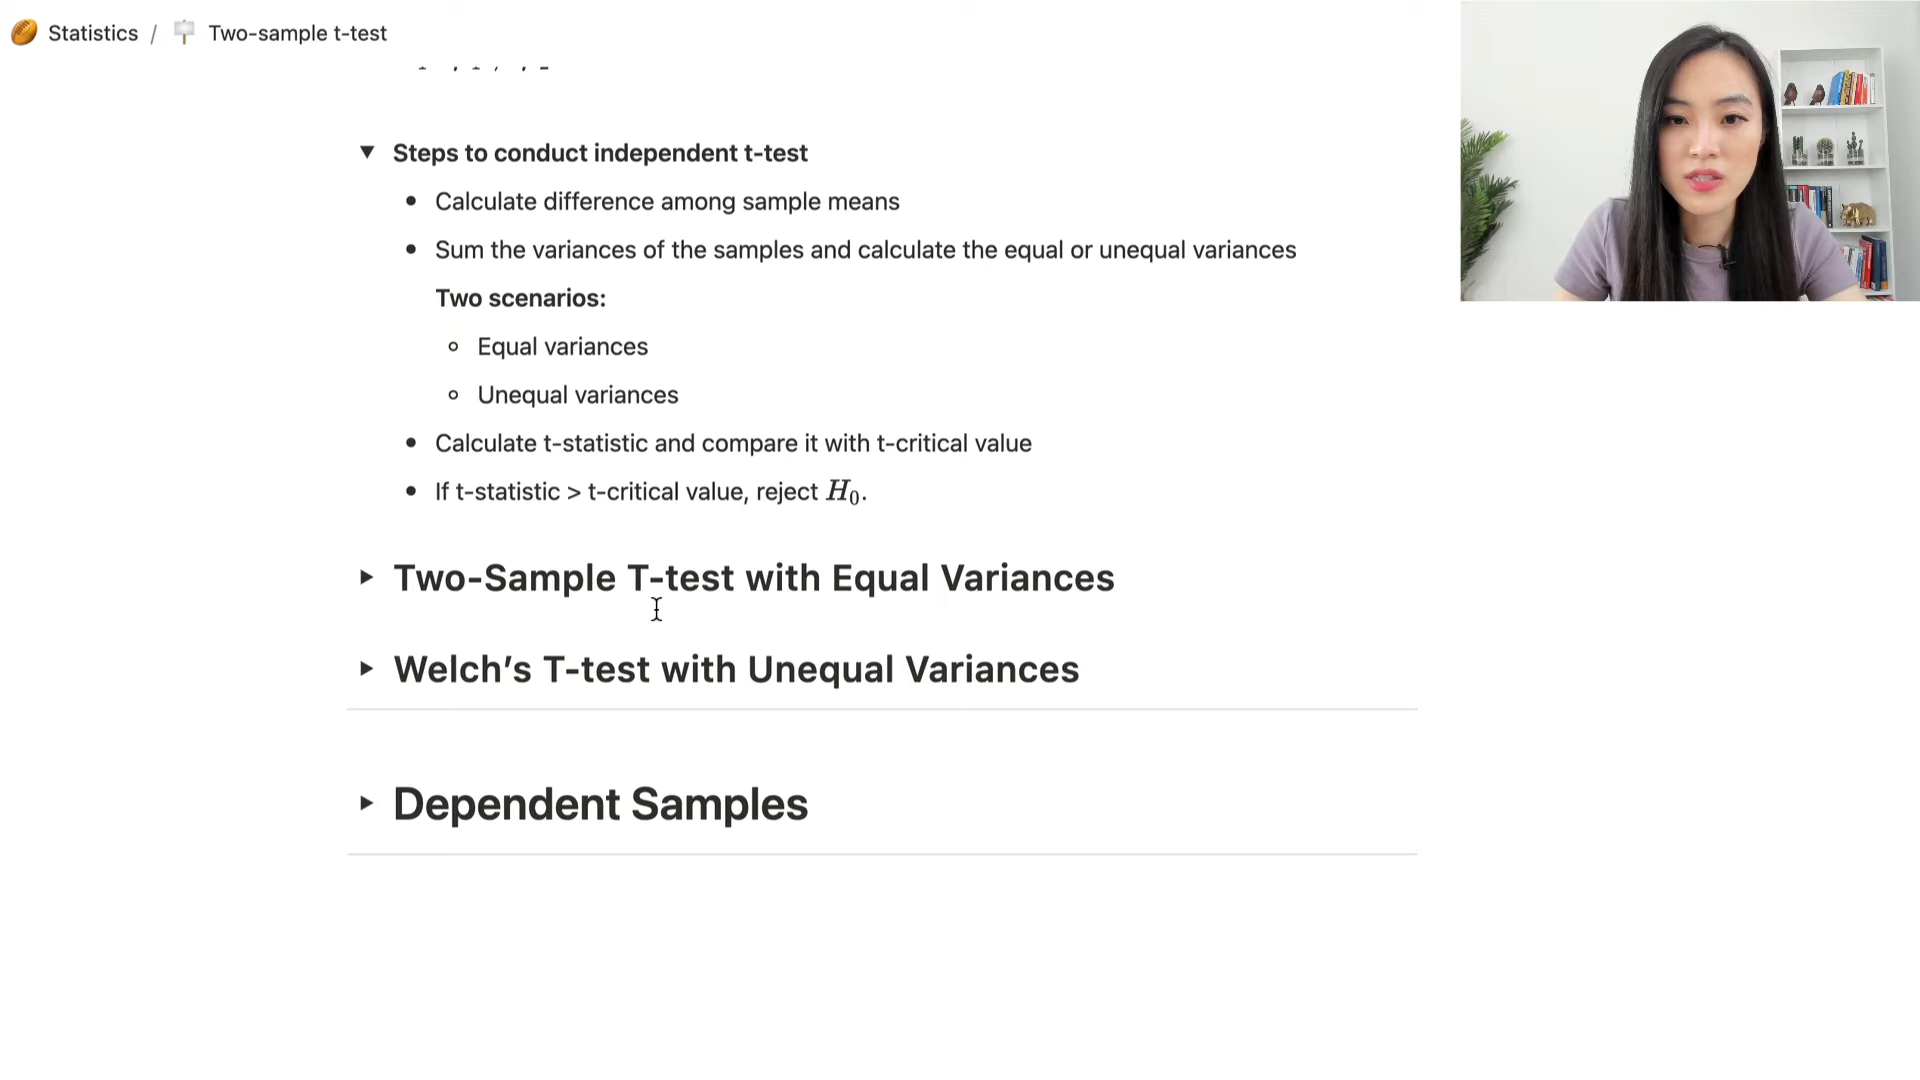 Statistics / Two-sample t-test
Steps to conduct independent t-test
Calculate difference among sample means
Sum the variances of the samples and calculate the equal or unequal variances
Two scenarios:
Equal variances
Unequal variances
Calculate t-statistic and compare it with t-critical value
If t-statistic > t-critical value, reject H₀.
Two-Sample T-test with Equal Variances
Welch’s T-test with Unequal Variances
Dependent Samples